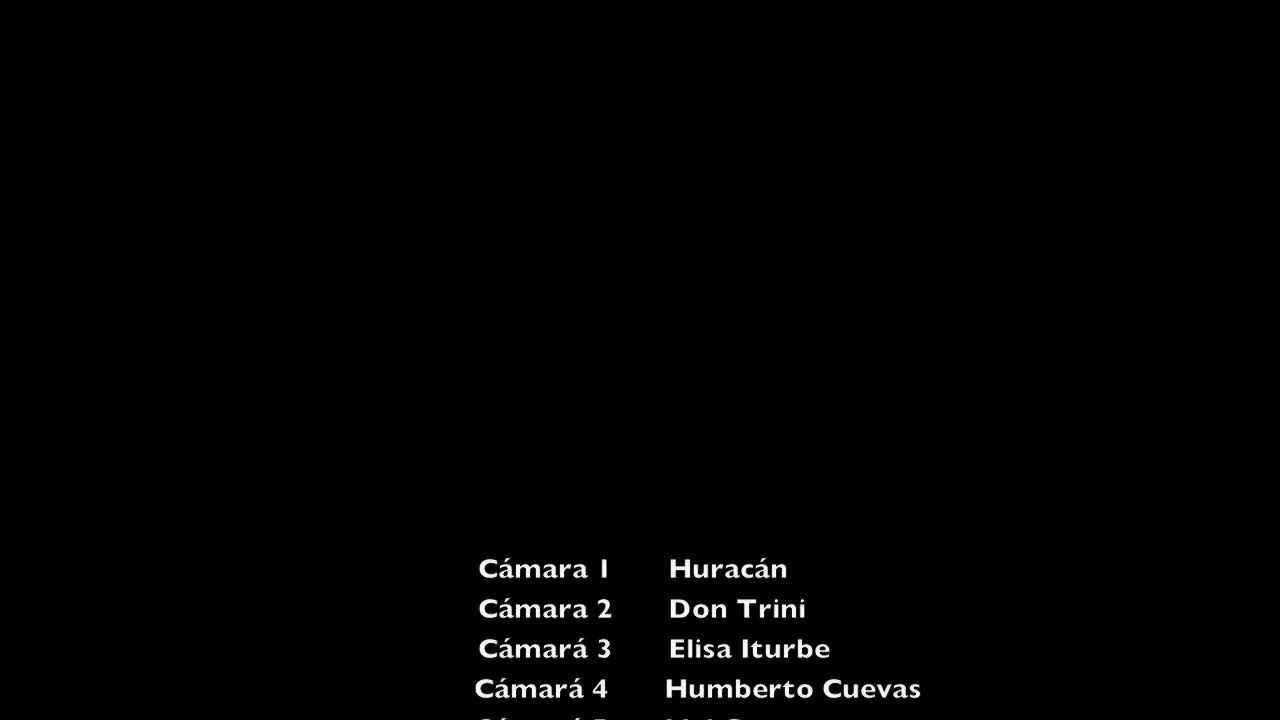 Cámara 1 Huracán
Cámara 2 Don Trini
Cámará 3 Elisa Iturbe
Cámará 4 Humberto Cuevas